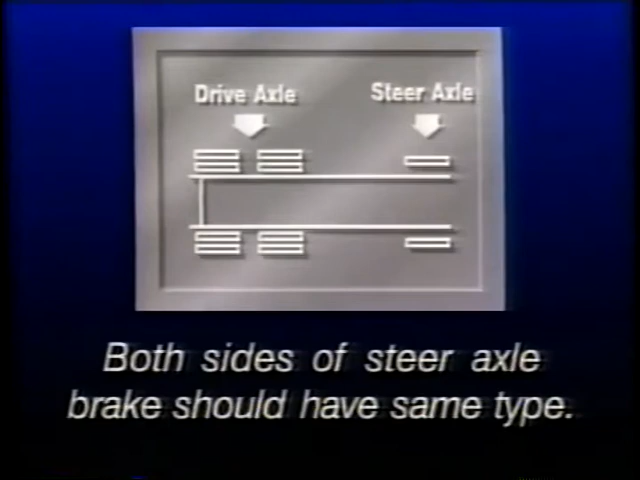 Drive Axle
Steer Axle
Both sides of steer axle
brake should have same type.